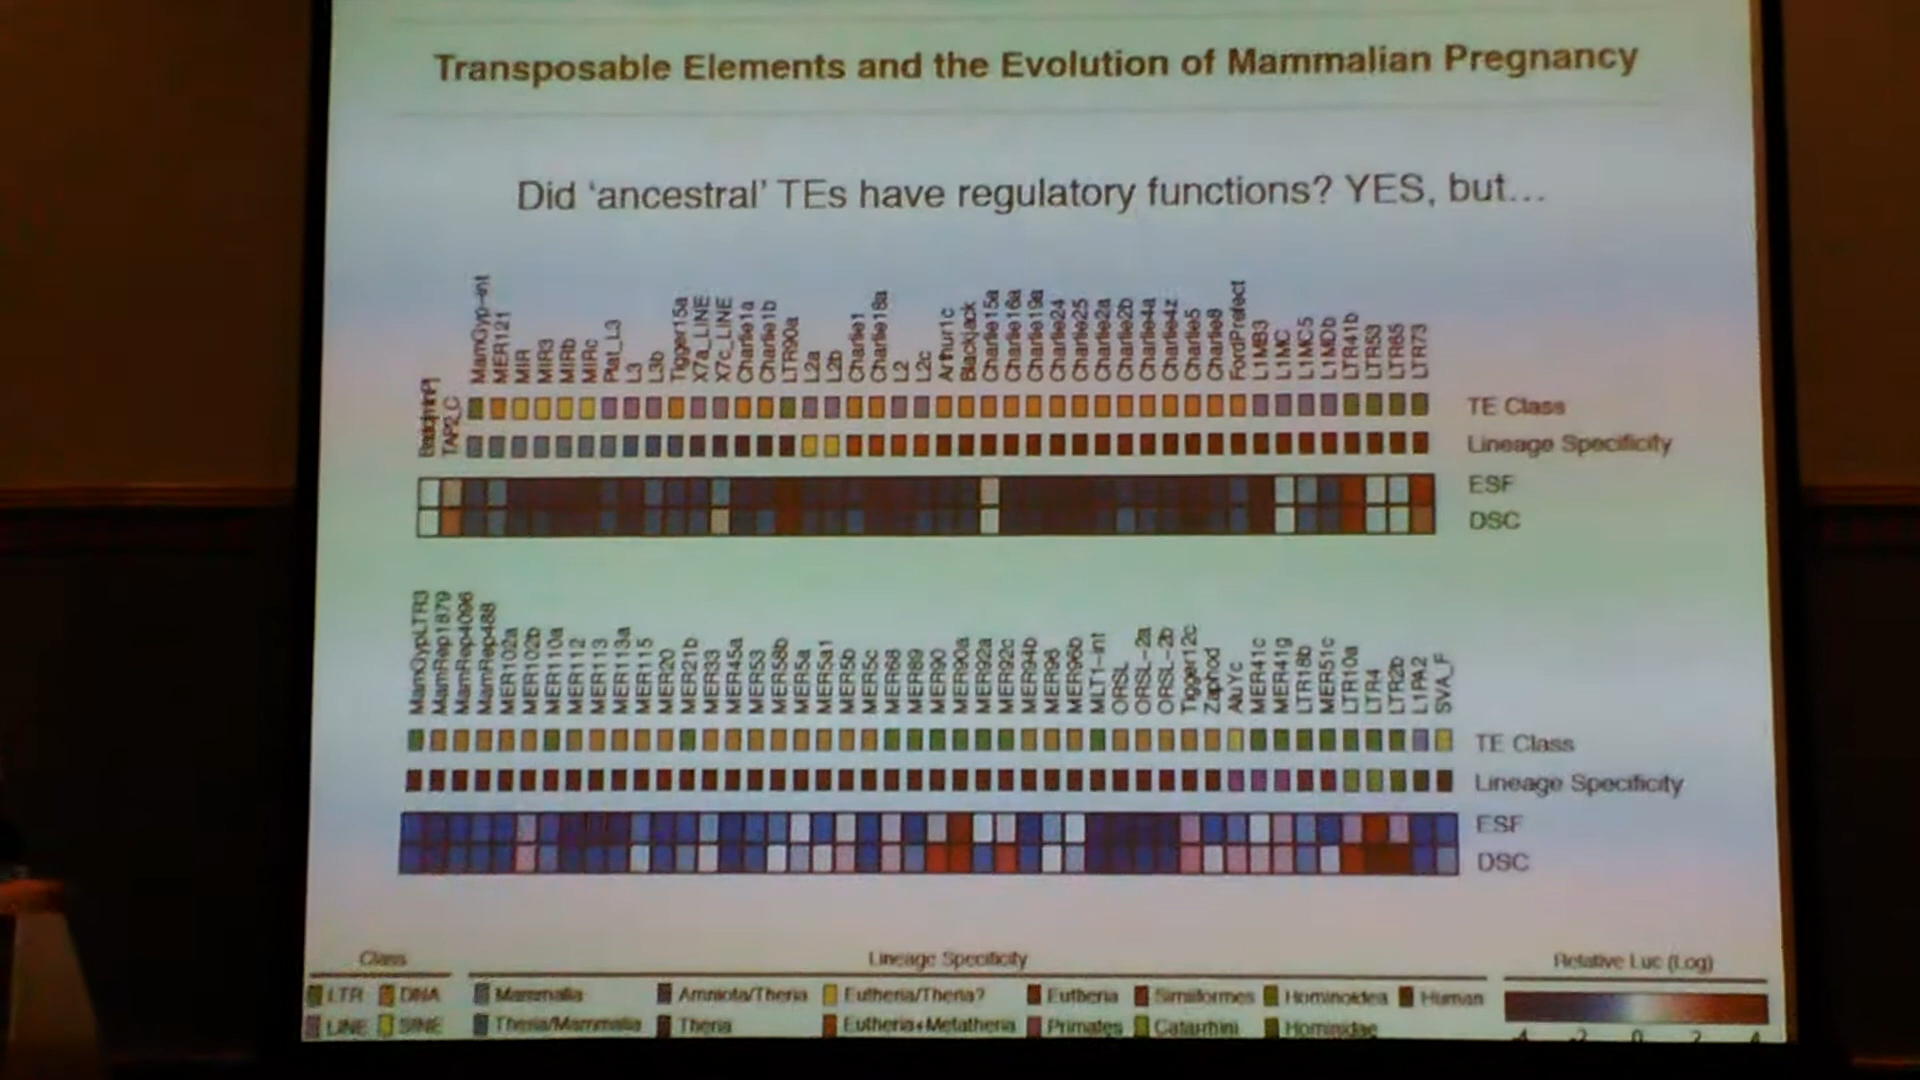 Transposable Elements and the Evolution of Mammalian Pregnancy
Did ‘ancestral’ TEs have regulatory functions? YES, but...
TAP2_C MamGyp-int MER121 MIR MIR3 MIRb MIRc Plat_L3 L3 L3b Tigger15a X7a_LINE X7c_LINE Charlie1a Charlie1b LTR90a L2a L2b Charlie1 Charlie18a L2 L2c Arthur1c Blackjack Charlie15a Charlie16a Charlie19a Charlie24 Charlie25 Charlie2a Charlie2b Charlie4a Charlie4z Charlie5 Charlie8 FordPrefect L1MB3 L1MC L1MC5 L1MDb LTR41b LTR53 LTR65 LTR73
TE Class
Lineage Specificity
ESF
DSC
MamGypLTR3 MamRep1879 MamRep4096 MamRep488 MER102a MER102b MER110a MER112 MER113 MER113a MER115 MER20 MER21b MER33 MER45a MER53 MER58b MER5a MER5a1 MER5b MER5c MER68 MER89 MER90 MER90a MER92a MER92c MER94b MER96 MER96b MLT1-int ORSL ORSL-2a ORSL-2b Tigger12c Zaphod AluYc MER41c MER41g LTR18b MER51c LTR10a LTR4 LTR2b L1PA2 SVA_F
TE Class
Lineage Specificity
ESF
DSC
Class Lineage Specificity Relative Luc (Log)
LTR DNA Mammalia Amniota/Theria Eutheria/Theria? Eutheria Simiiformes Hominoidea Human
LINE SINE Theria/Mammalia Theria Eutheria+Metatheria Primates Catarrhini Hominidae
-4 -2 0 2 4